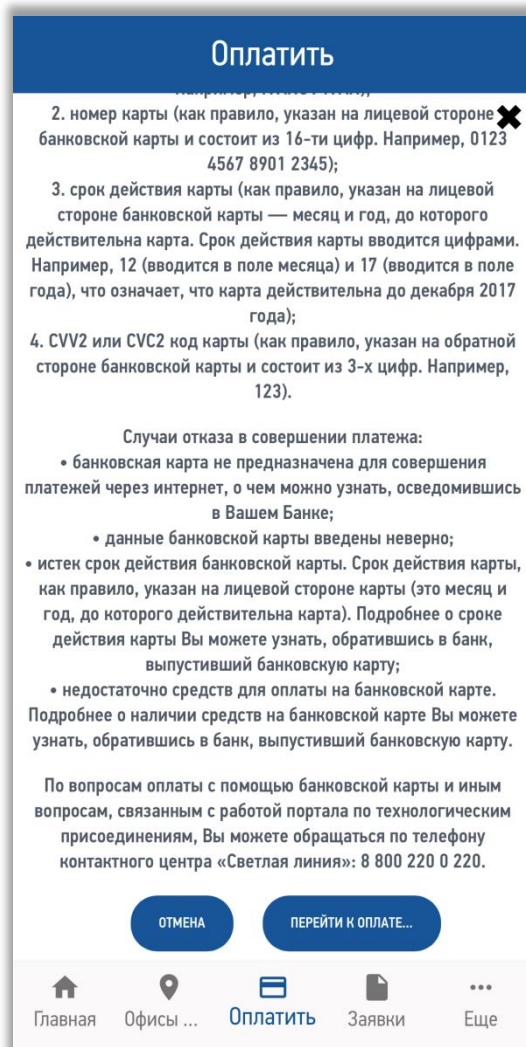 Оплатить
2. номер карты (как правило, указан на лицевой стороне
банковской карты и состоит из 16-ти цифр. Например, 0123
4567 8901 2345);
3. срок действия карты (как правило, указан на лицевой
стороне банковской карты — месяц и год, до которого
действительна карта. Срок действия карты вводится цифрами.
Например, 12 (вводится в поле месяца) и 17 (вводится в поле
года), что означает, что карта действительна до декабря 2017
года);
4. CVV2 или CVC2 код карты (как правило, указан на обратной
стороне банковской карты и состоит из 3-х цифр. Например,
123).
Случаи отказа в совершении платежа:
• банковская карта не предназначена для совершения
платежей через интернет, о чем можно узнать, осведомившись
в Вашем Банке;
• данные банковской карты введены неверно;
• истек срок действия банковской карты. Срок действия карты,
как правило, указан на лицевой стороне карты (это месяц и
год, до которого действительна карта). Подробнее о сроке
действия карты Вы можете узнать, обратившись в банк,
выпустивший банковскую карту;
• недостаточно средств для оплаты на банковской карте.
Подробнее о наличии средств на банковской карте Вы можете
узнать, обратившись в банк, выпустивший банковскую карту.
По вопросам оплаты с помощью банковской карты и иным
вопросам, связанным с работой портала по технологическим
присоединениям, Вы можете обращаться по телефону
контактного центра «Светлая линия»: 8 800 220 0 220.
ОТМЕНА ПЕРЕЙТИ К ОПЛАТЕ...
Главная Офисы ... Оплатить Заявки Еще